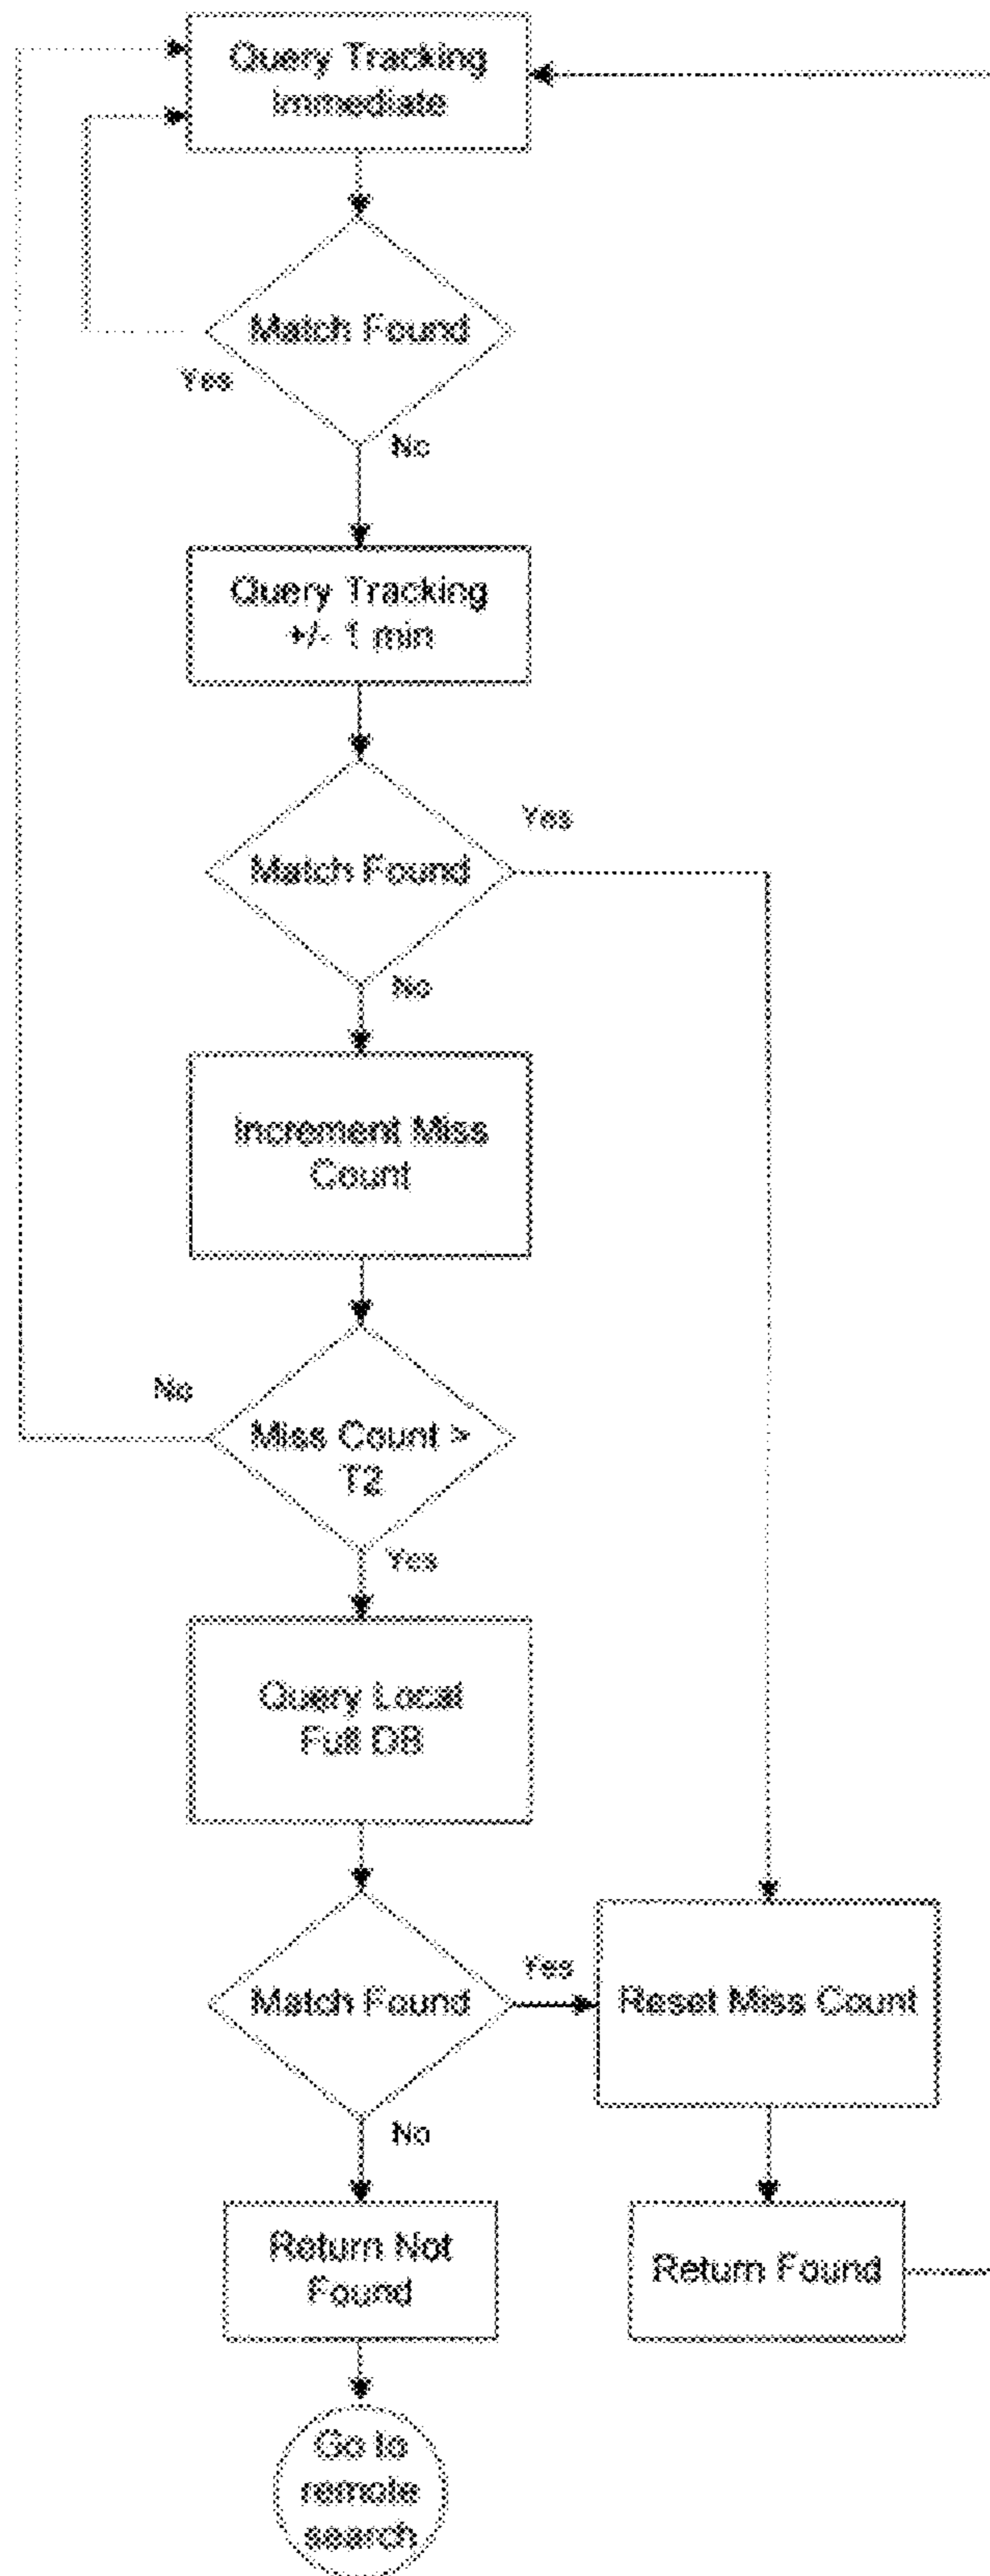 Query Tracking
Immediate
Match Found
Yes
No
Query Tracking
+/- 1 min
Yes
Match Found
No
Increment Miss
Count
No
Miss Count >
T2
Yes
Query Local
Full DB
Match Found
Yes
Reset Miss Count
No
Return Not
Found
Return Found
Go to
remote
search